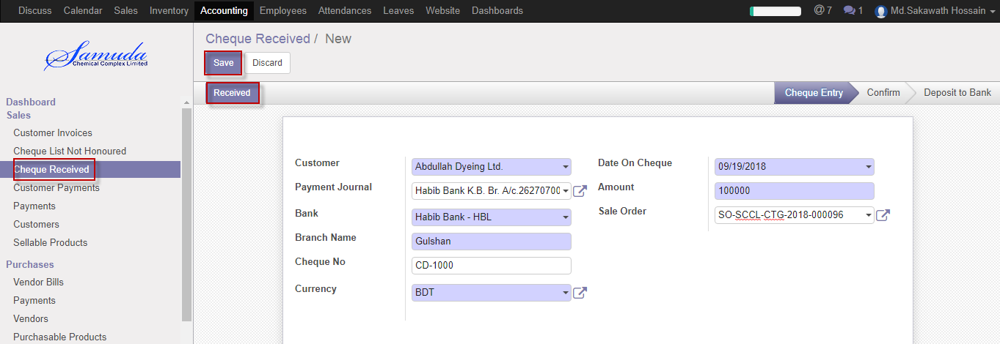 Discuss Calendar Sales Inventory Accounting Employees Attendances Leaves Website Dashboards @ 7 1 Md.Sakawath Hossain
Samuda
Chemical Complex Limited
Cheque Received / New
Save Discard
Received
Cheque Entry Confirm Deposit to Bank
Dashboard
Sales
Customer Invoices
Cheque List Not Honoured
Cheque Received
Customer Payments
Payments
Customers
Sellable Products
Purchases
Vendor Bills
Payments
Vendors
Purchasable Products
Customer Abdullah Dyeing Ltd.
Payment Journal Habib Bank K.B. Br. A/c.26270700
Bank Habib Bank - HBL
Branch Name Gulshan
Cheque No CD-1000
Currency BDT
Date On Cheque 09/19/2018
Amount 100000
Sale Order SO-SCCL-CTG-2018-000096